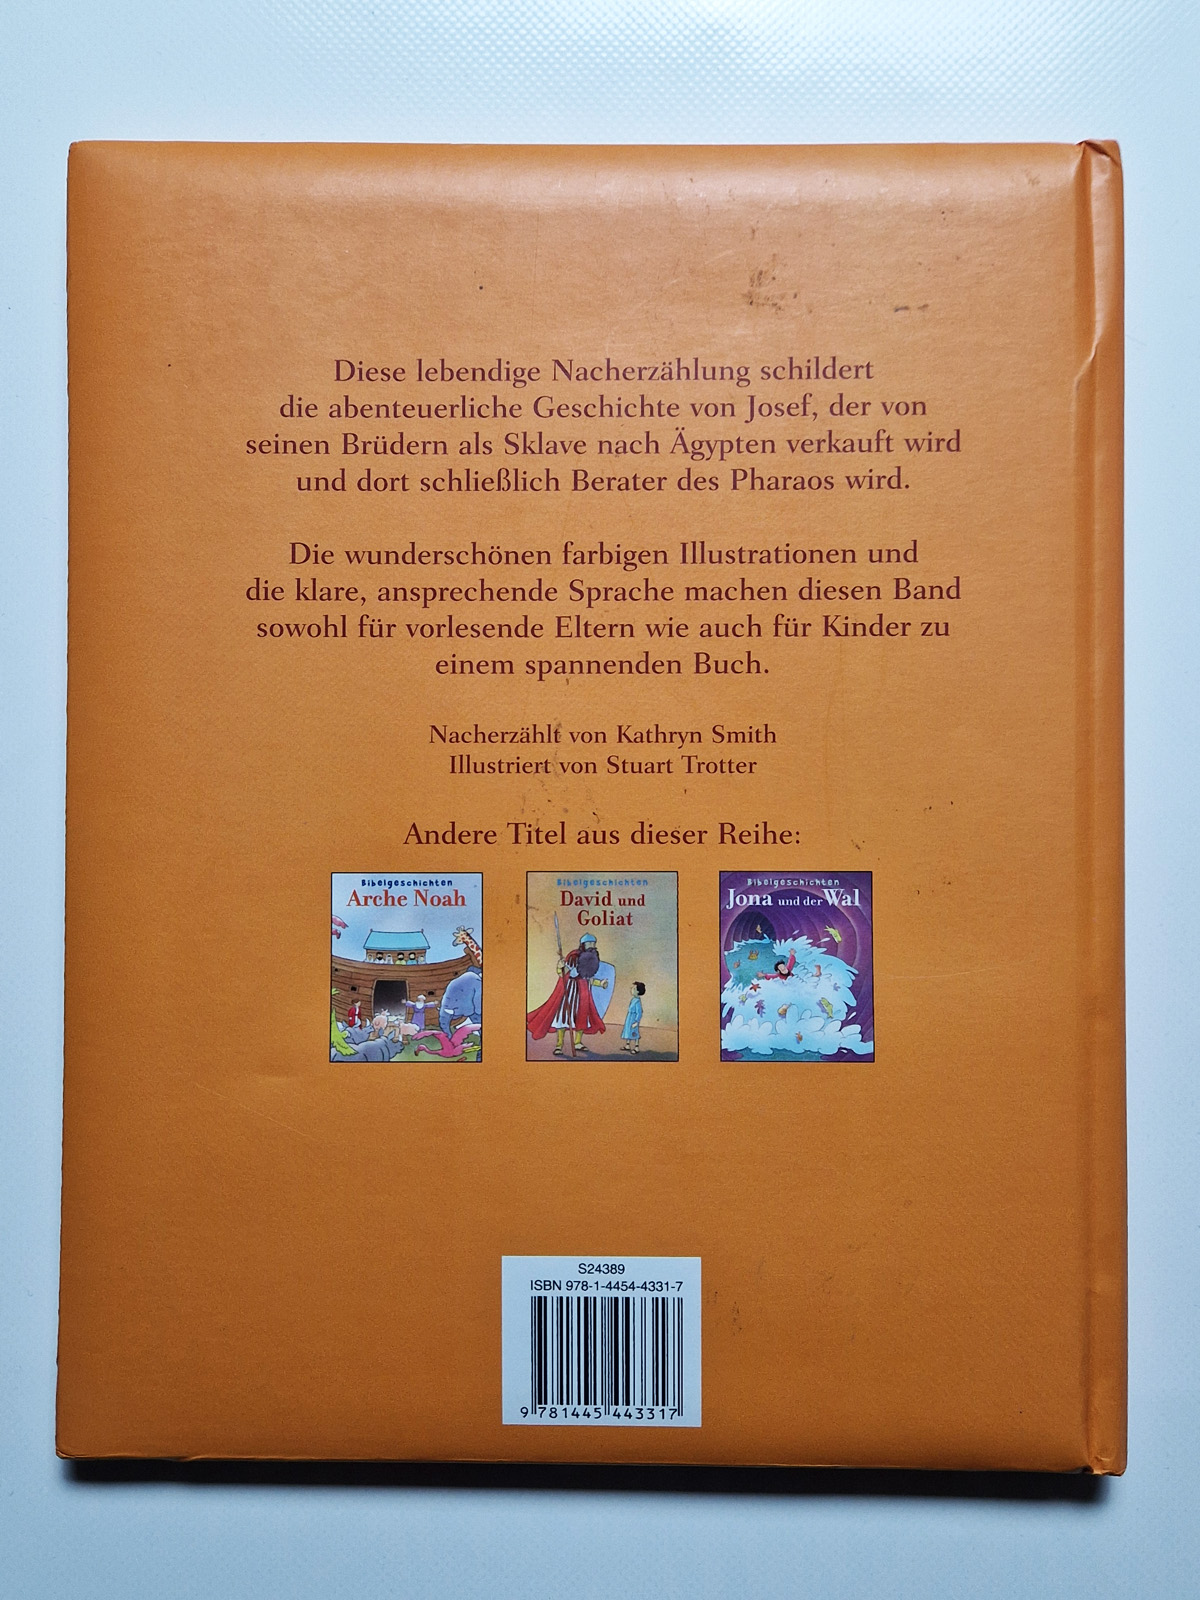 Diese lebendige Nacherzählung schildert
die abenteuerliche Geschichte von Josef, der von
seinen Brüdern als Sklave nach Ägypten verkauft wird
und dort schließlich Berater des Pharaos wird.
Die wunderschönen farbigen Illustrationen und
die klare, ansprechende Sprache machen diesen Band
sowohl für vorlesende Eltern wie auch für Kinder zu
einem spannenden Buch.
Nacherzählt von Kathryn Smith
Illustriert von Stuart Trotter
Andere Titel aus dieser Reihe:
Bibelgeschichten
Arche Noah
Bibelgeschichten
David und
Goliat
Bibelgeschichten
Jona und der Wal
S24389
ISBN 978-1-4454-4331-7
9 781445 443317